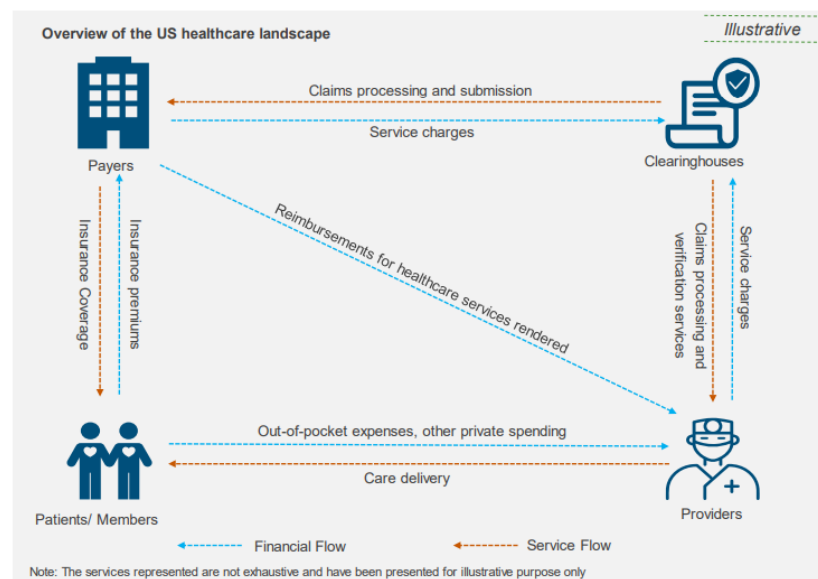 Overview of the US healthcare landscape
Illustrative
Claims processing and submission
Service charges
Payers
Clearinghouses
Reimbursements for healthcare services rendered
Insurance Coverage
Insurance premiums
Claims processing and
verification services
Service charges
Out-of-pocket expenses, other private spending
Care delivery
Patients/ Members
Providers
Financial Flow
Service Flow
Note: The services represented are not exhaustive and have been presented for illustrative purpose only